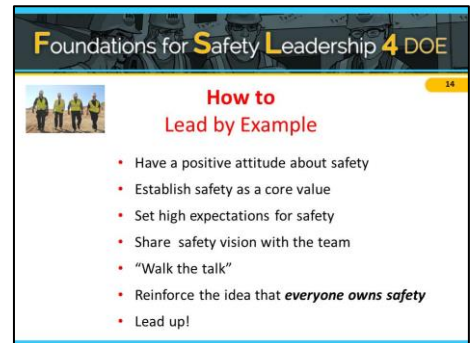 Foundations for Safety Leadership 4 DOE
14
How to
Lead by Example
• Have a positive attitude about safety
• Establish safety as a core value
• Set high expectations for safety
• Share safety vision with the team
• “Walk the talk”
• Reinforce the idea that everyone owns safety
• Lead up!